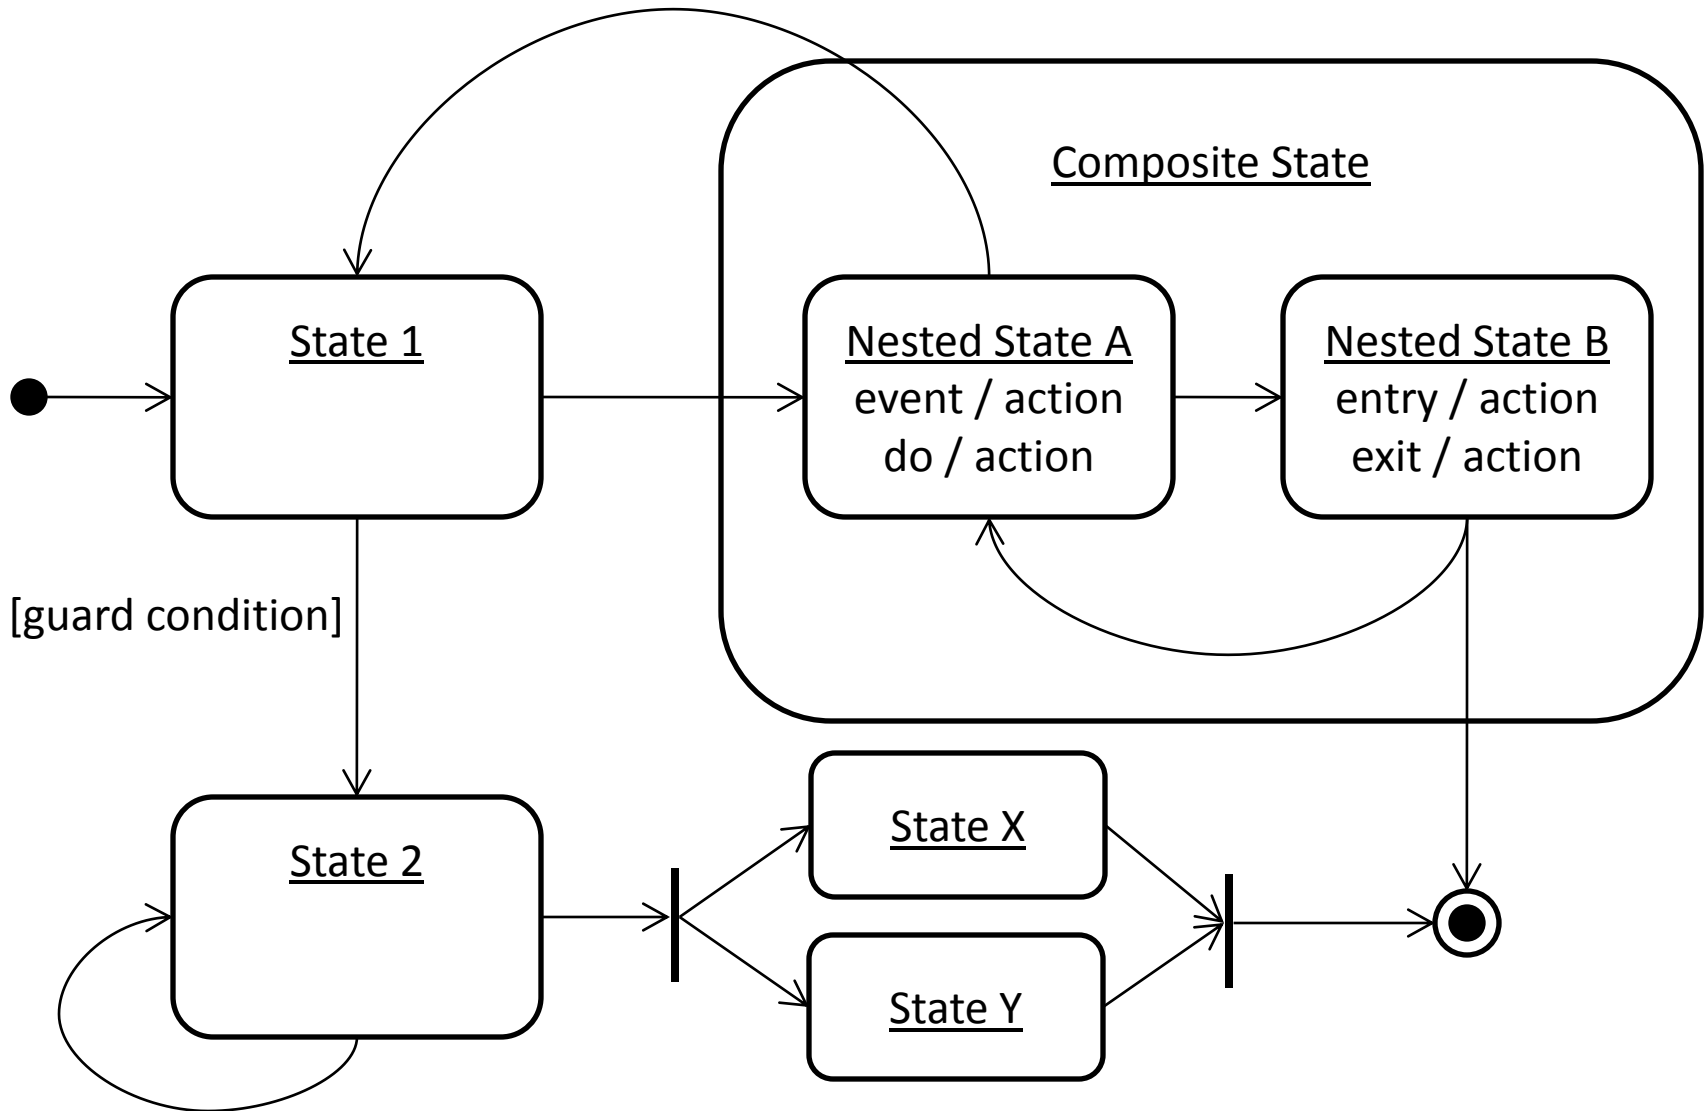 Composite State
State 1
Nested State A
event / action
do / action
Nested State B
entry / action
exit / action
[guard condition]
State 2
State X
State Y